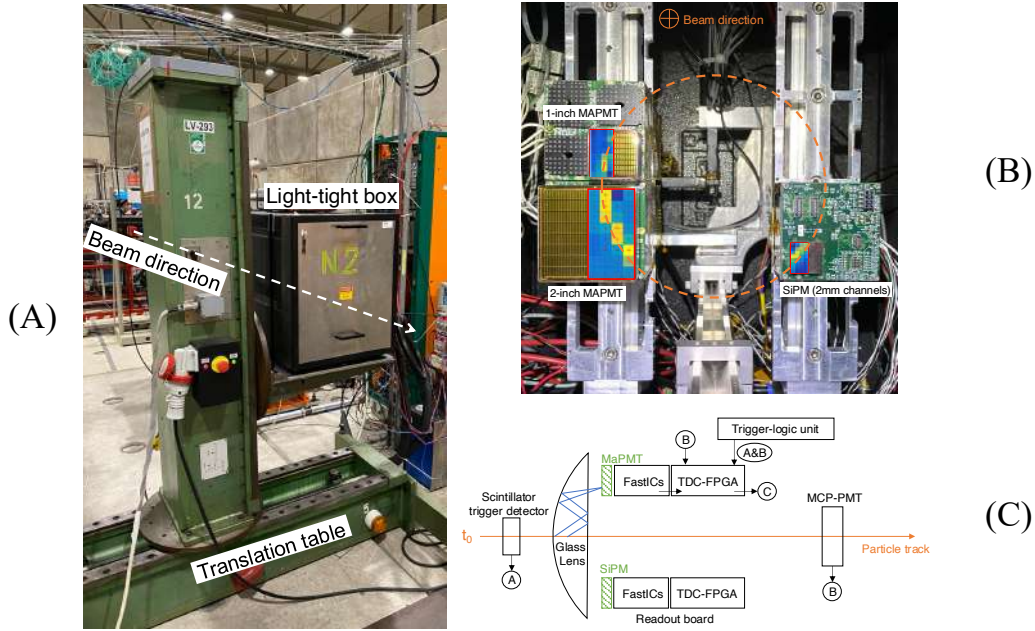 (A)
LV-293
12
Light-tight box
Beam direction
N2
Translation table
(B)
Beam direction
1-inch MAPMT
2-inch MAPMT
SiPM (2mm channels)
(C)
Trigger-logic unit
B
A&B
MaPMT
FastICs
TDC-FPGA
C
Scintillator
trigger detector
MCP-PMT
t₀
Glass
Lens
Particle track
A
SiPM
B
FastICs
TDC-FPGA
Readout board